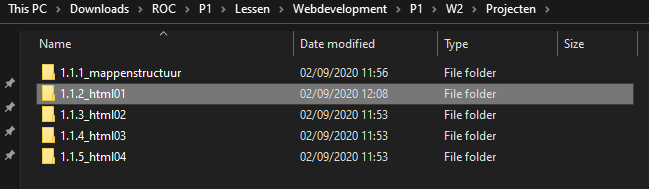 This PC > Downloads > ROC > P1 > Lessen > Webdevelopment > P1 > W2 > Projecten >
Name Date modified Type Size
1.1.1_mappenstructuur 02/09/2020 11:56 File folder
1.1.2_html01 02/09/2020 12:08 File folder
1.1.3_html02 02/09/2020 11:53 File folder
1.1.4_html03 02/09/2020 11:53 File folder
1.1.5_html04 02/09/2020 11:53 File folder